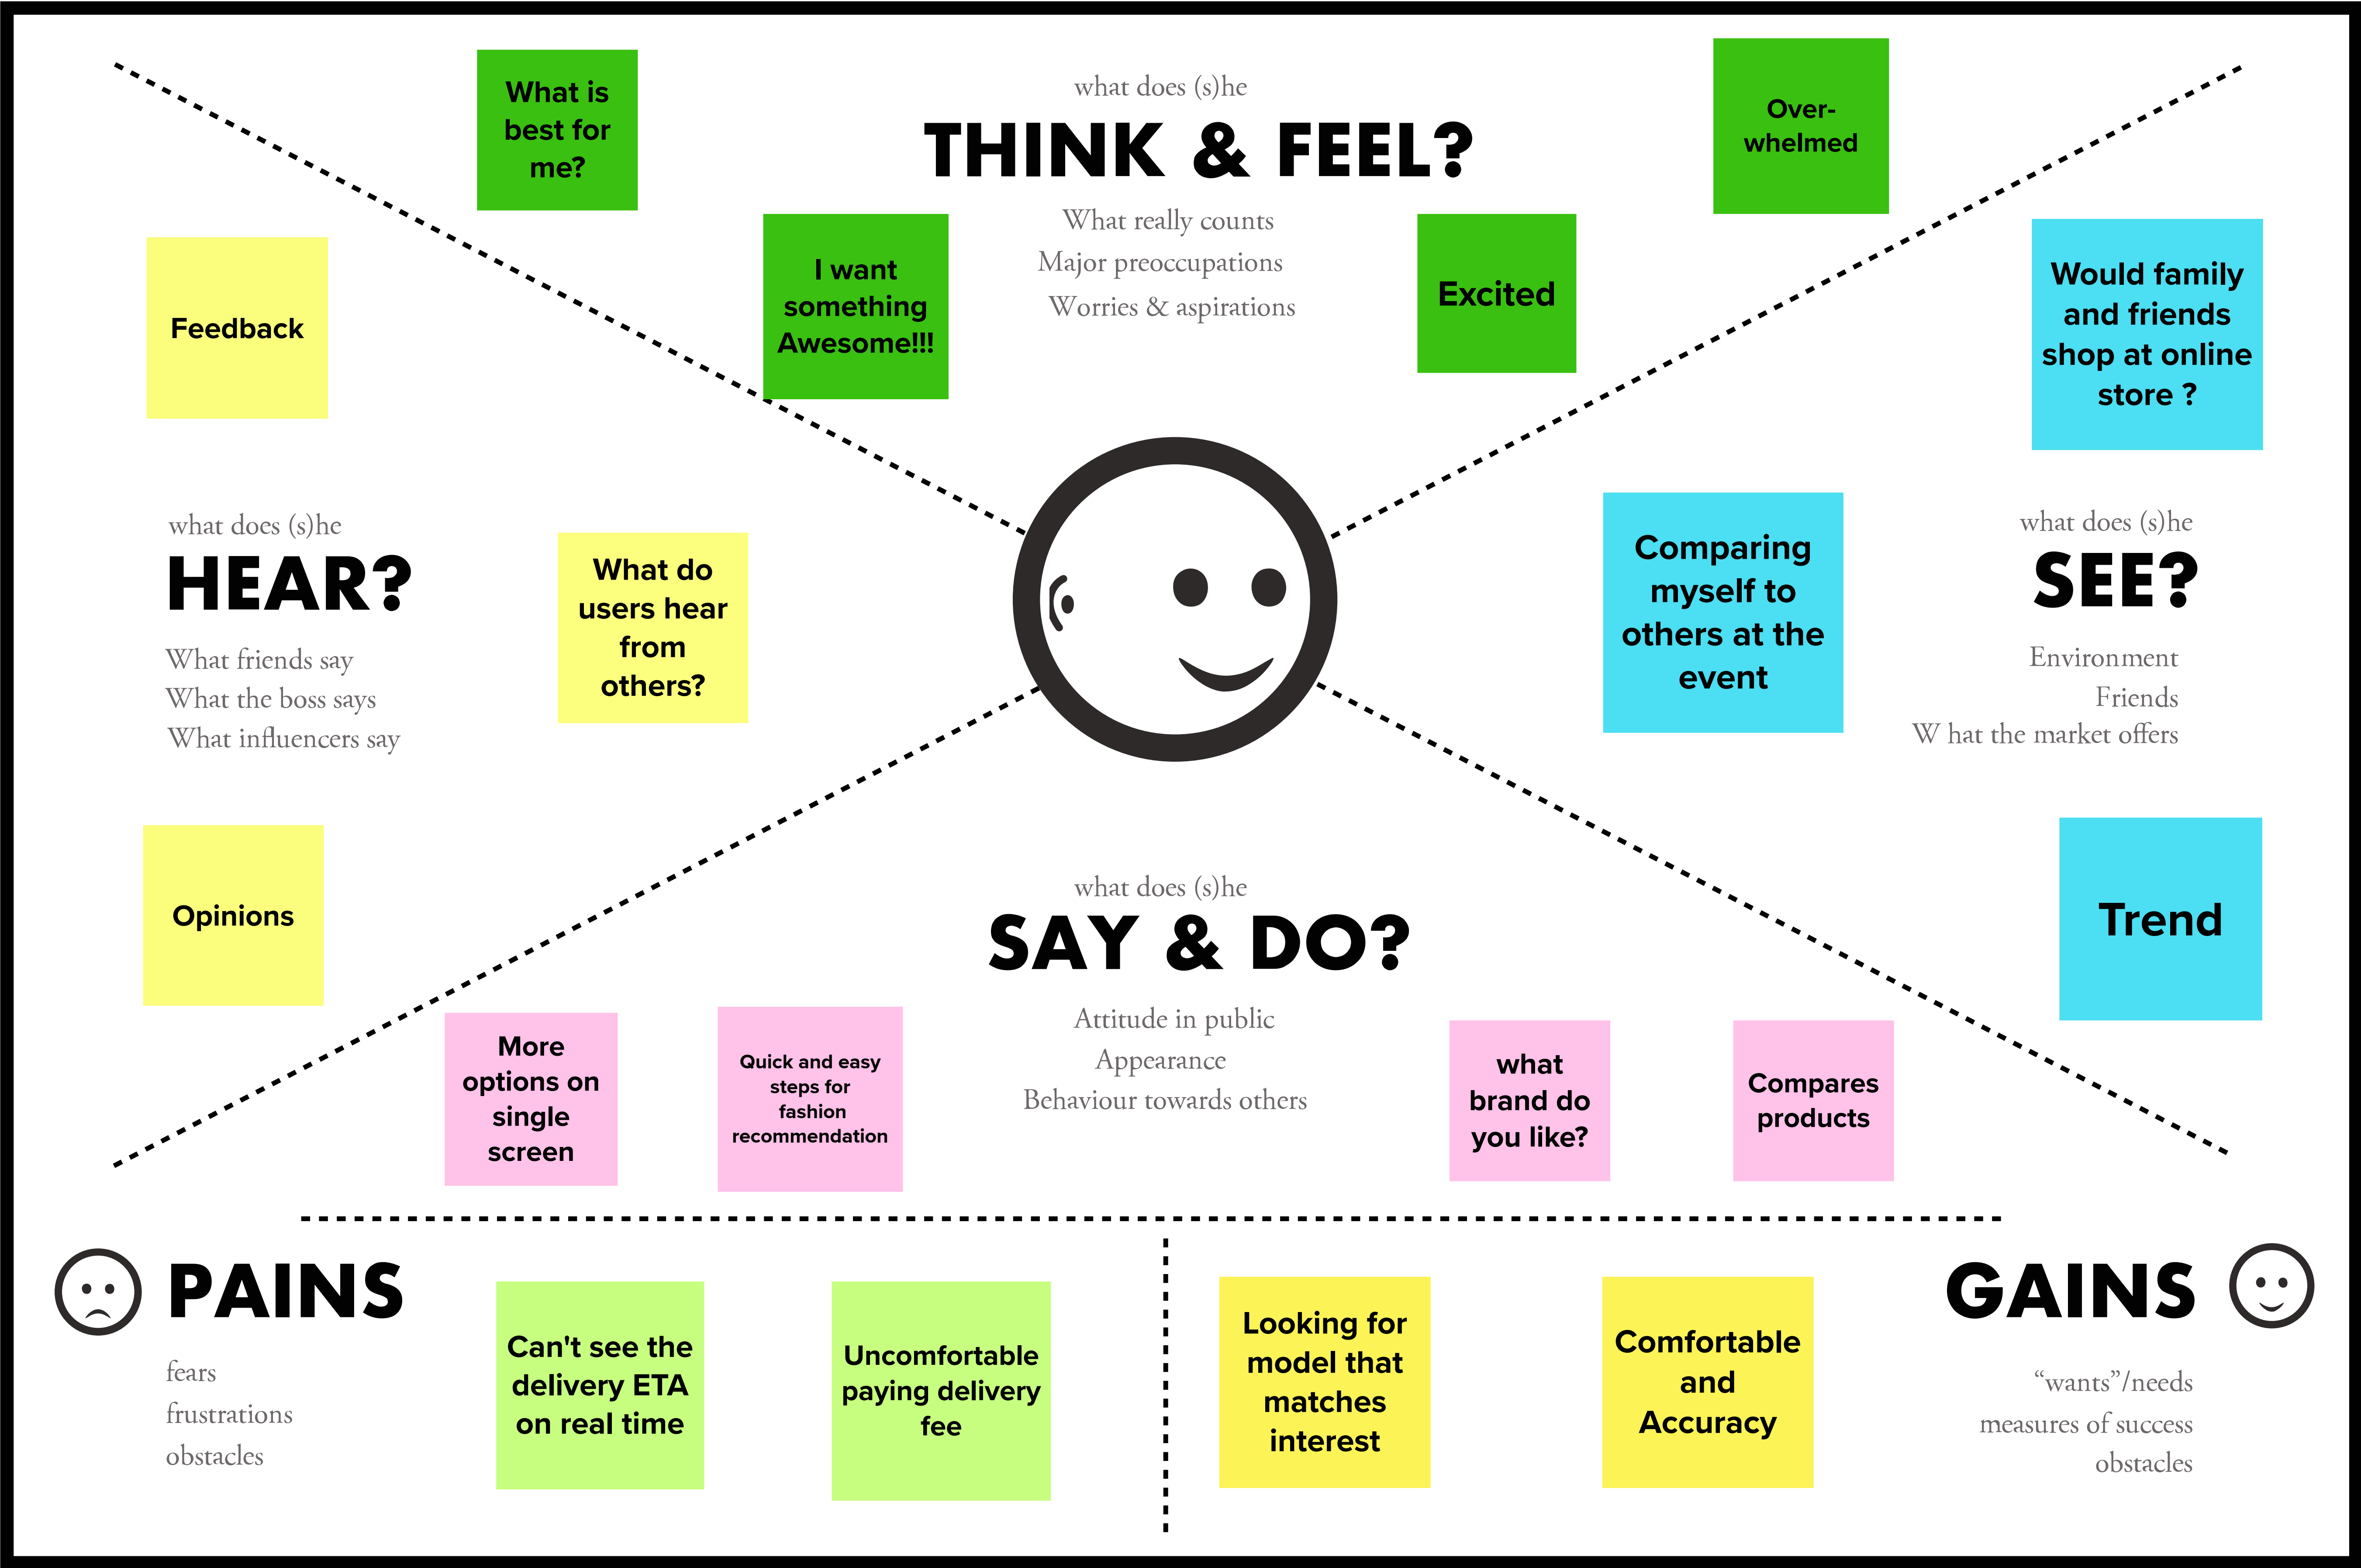 what does (s)he
THINK & FEEL?
What really counts
Major preoccupations
Worries & aspirations
What is
best for
me?
I want
something
Awesome!!!
Excited
Over-
whelmed
Feedback
what does (s)he
HEAR?
What friends say
What the boss says
What influencers say
What do
users hear
from
others?
Opinions
Would family
and friends
shop at online
store ?
Comparing
myself to
others at the
event
what does (s)he
SEE?
Environment
Friends
W hat the market offers
Trend
what does (s)he
SAY & DO?
Attitude in public
Appearance
Behaviour towards others
More
options on
single
screen
Quick and easy
steps for
fashion
recommendation
what
brand do
you like?
Compares
products
PAINS
fears
frustrations
obstacles
Can't see the
delivery ETA
on real time
Uncomfortable
paying delivery
fee
Looking for
model that
matches
interest
Comfortable
and
Accuracy
GAINS
“wants”/needs
measures of success
obstacles